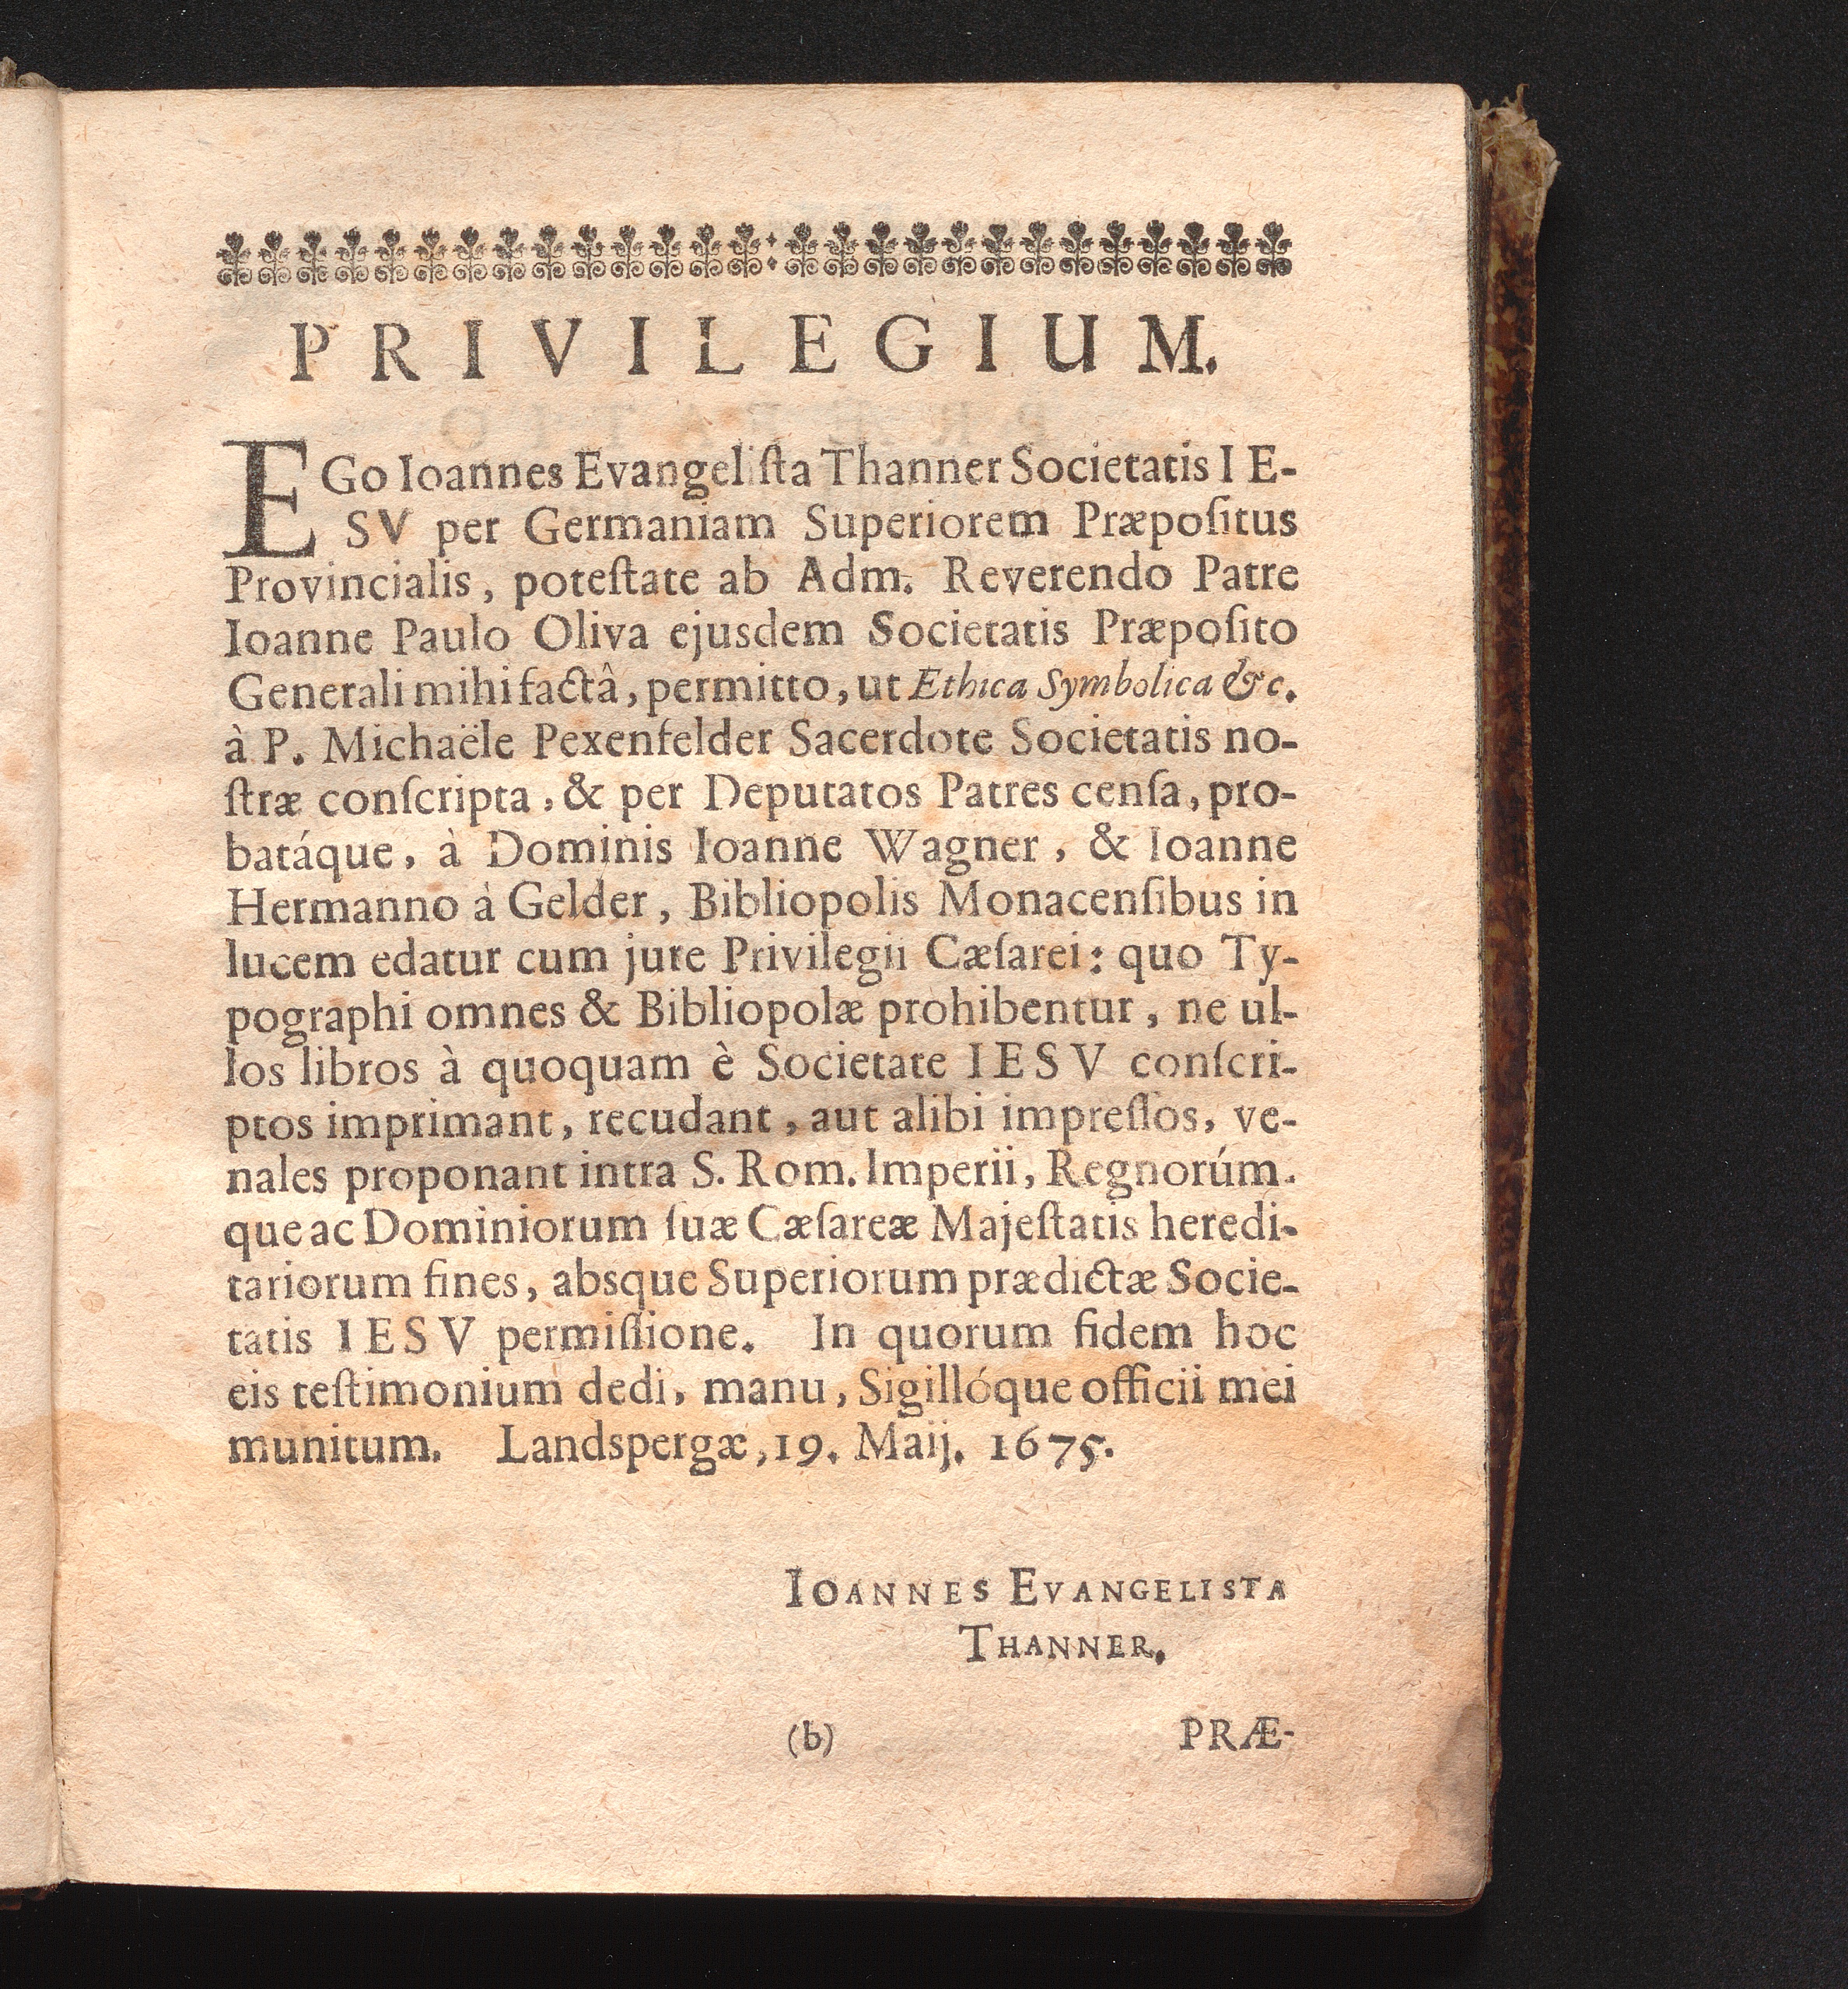 PRIVILEGIUM.
EGo Ioannes Evangeliſta Thanner Societatis IE-
SV per Germaniam Superiorem Præpoſitus
Provincialis, poteſtate ab Adm. Reverendo Patre
Ioanne Paulo Oliva ejusdem Societatis Præpoſito
Generali mihi factâ, permitto, ut Ethica Symbolica &c.
à P. Michaële Pexenfelder Sacerdote Societatis no-
ſtræ conſcripta, & per Deputatos Patres cenſa, pro-
batáque, à Dominis Ioanne Wagner, & Ioanne
Hermanno à Gelder, Bibliopolis Monacenſibus in
lucem edatur cum jure Privilegii Cæſarei: quo Ty-
pographi omnes & Bibliopolæ prohibentur, ne ul-
los libros à quoquam è Societate IESV conſcri-
ptos imprimant, recudant, aut alibi impreſſos, ve-
nales proponant intra S. Rom. Imperii, Regnorúm-
que ac Dominiorum ſuæ Cæſareæ Majeſtatis heredi-
tariorum fines, absque Superiorum prædictæ Socie-
tatis IESV permiſſione. In quorum fidem hoc
eis teſtimonium dedi, manu, Sigillóque officii mei
munitum. Landspergæ, 19. Maij. 1675.
IOANNES EVANGELISTA
THANNER.
(b) PRÆ-